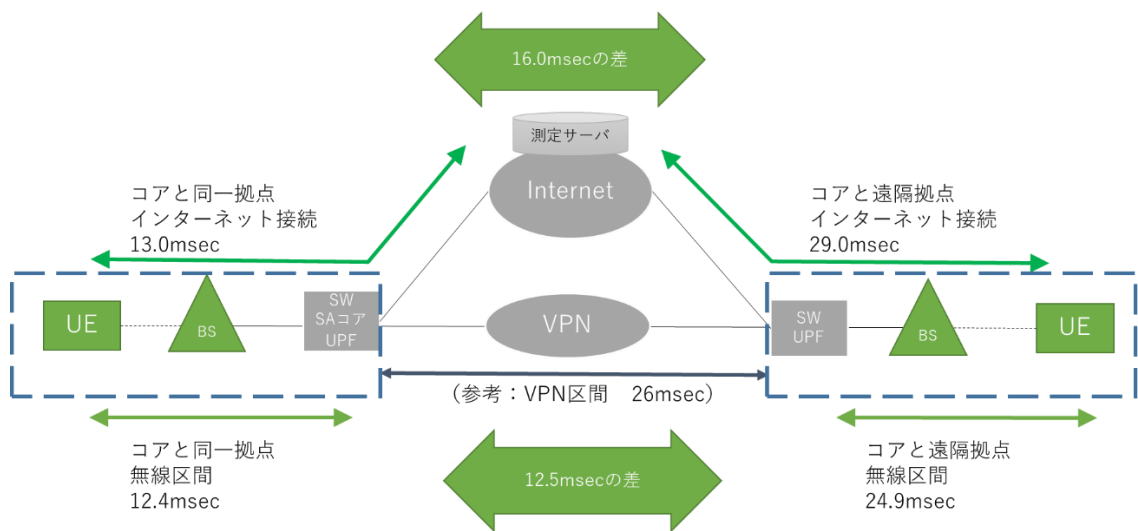 16.0msecの差
測定サーバ
Internet
コアと同一拠点
インターネット接続
13.0msec
コアと遠隔拠点
インターネット接続
29.0msec
UE
BS
SW
SAコア
UPF
VPN
SW
UPF
BS
UE
（参考：VPN区間　26msec）
コアと同一拠点
無線区間
12.4msec
12.5msecの差
コアと遠隔拠点
無線区間
24.9msec